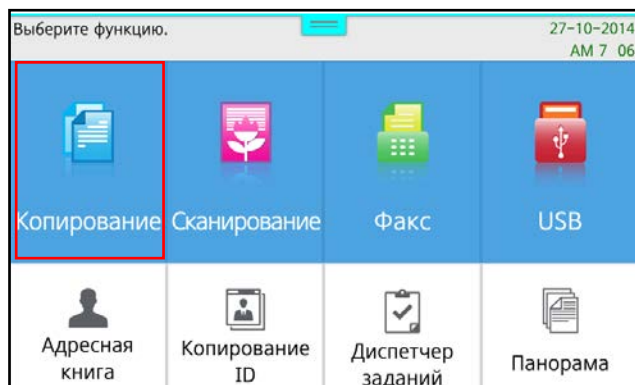 Выберите функцию.
27-10-2014
AM 7 06
Копирование
Сканирование
Факс
USB
Адресная
книга
Копирование
ID
Диспетчер
заданий
Панорама